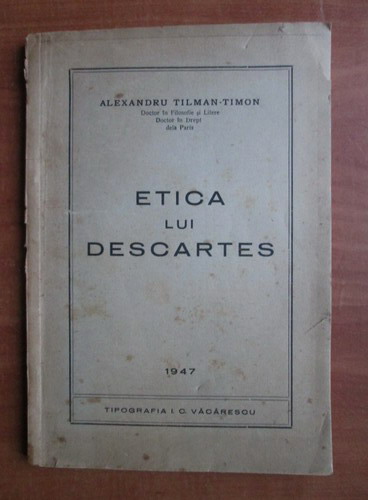 ALEXANDRU TILMAN-TIMON
Doctor în Filosofie și Litere
Doctor în Drept
dela Paris
ETICA
LUI
DESCARTES
1947
TIPOGRAFIA I. C. VĂCĂRESCU